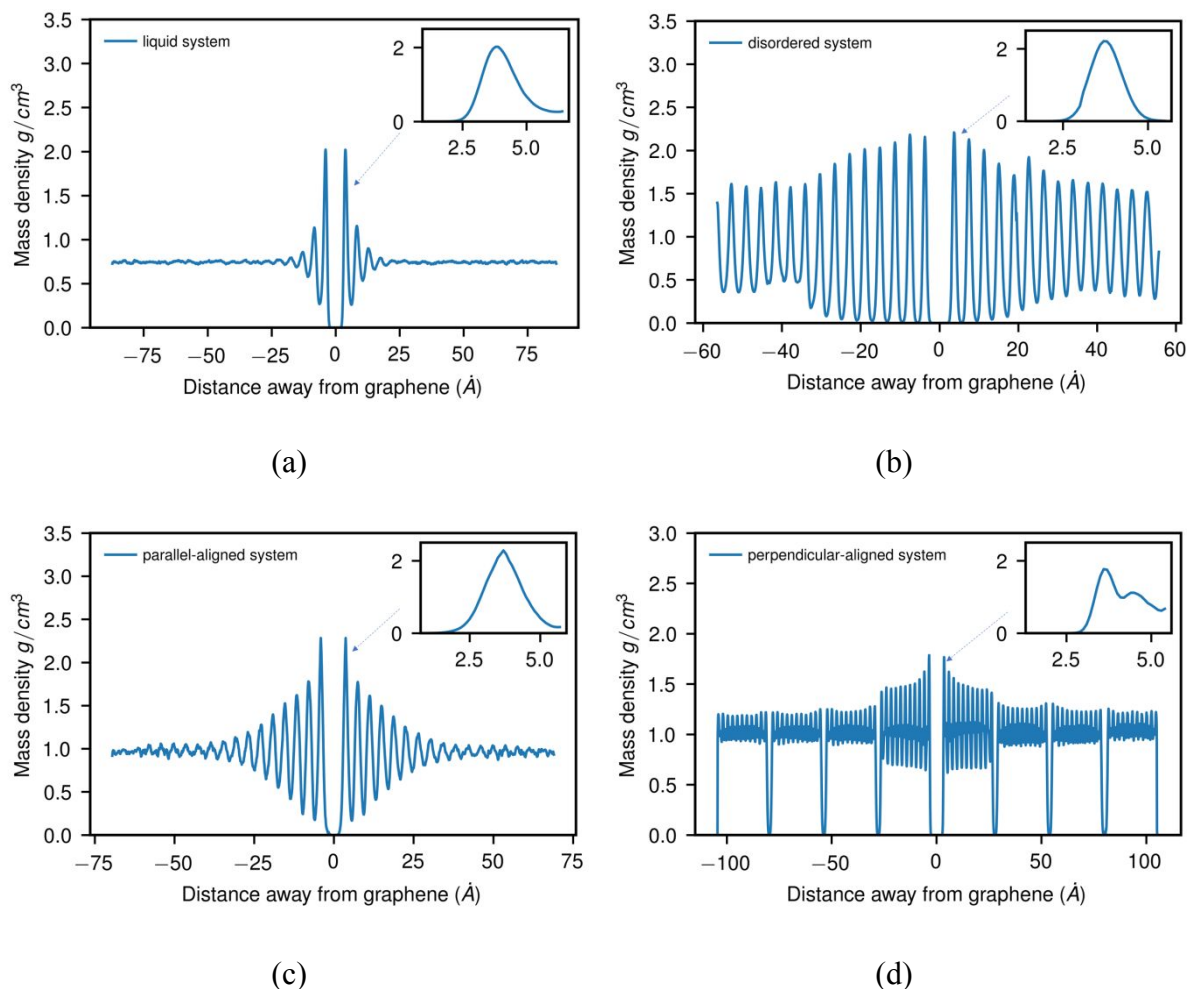 3.5
3.0
2.5
2.0
1.5
1.0
0.5
0.0
Mass density g/cm³
liquid system
2
0
2.5 5.0
−75 −50 −25 0 25 50 75
Distance away from graphene (Å)
(a)
3.5
3.0
2.5
2.0
1.5
1.0
0.5
0.0
Mass density g/cm³
disordered system
2
0
2.5 5.0
−60 −40 −20 0 20 40 60
Distance away from graphene (Å)
(b)
3.5
3.0
2.5
2.0
1.5
1.0
0.5
0.0
Mass density g/cm³
parallel-aligned system
2
0
2.5 5.0
−75 −50 −25 0 25 50 75
Distance away from graphene (Å)
(c)
3.0
2.5
2.0
1.5
1.0
0.5
0.0
Mass density g/cm³
perpendicular-aligned system
2
0
2.5 5.0
−100 −50 0 50 100
Distance away from graphene (Å)
(d)